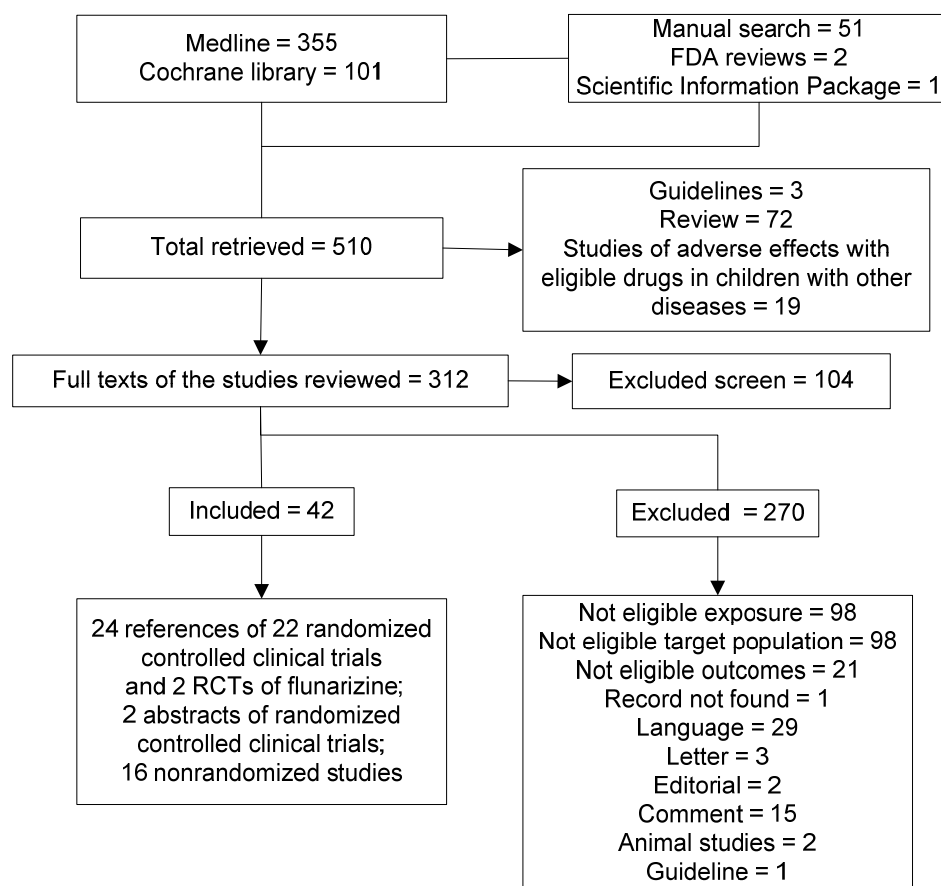 Medline = 355
Cochrane library = 101
Manual search = 51
FDA reviews = 2
Scientific Information Package = 1
Total retrieved = 510
Guidelines = 3
Review = 72
Studies of adverse effects with
eligible drugs in children with other
diseases = 19
Full texts of the studies reviewed = 312
Excluded screen = 104
Included = 42
Excluded = 270
24 references of 22 randomized
controlled clinical trials
and 2 RCTs of flunarizine;
2 abstracts of randomized
controlled clinical trials;
16 nonrandomized studies
Not eligible exposure = 98
Not eligible target population = 98
Not eligible outcomes = 21
Record not found = 1
Language = 29
Letter = 3
Editorial = 2
Comment = 15
Animal studies = 2
Guideline = 1